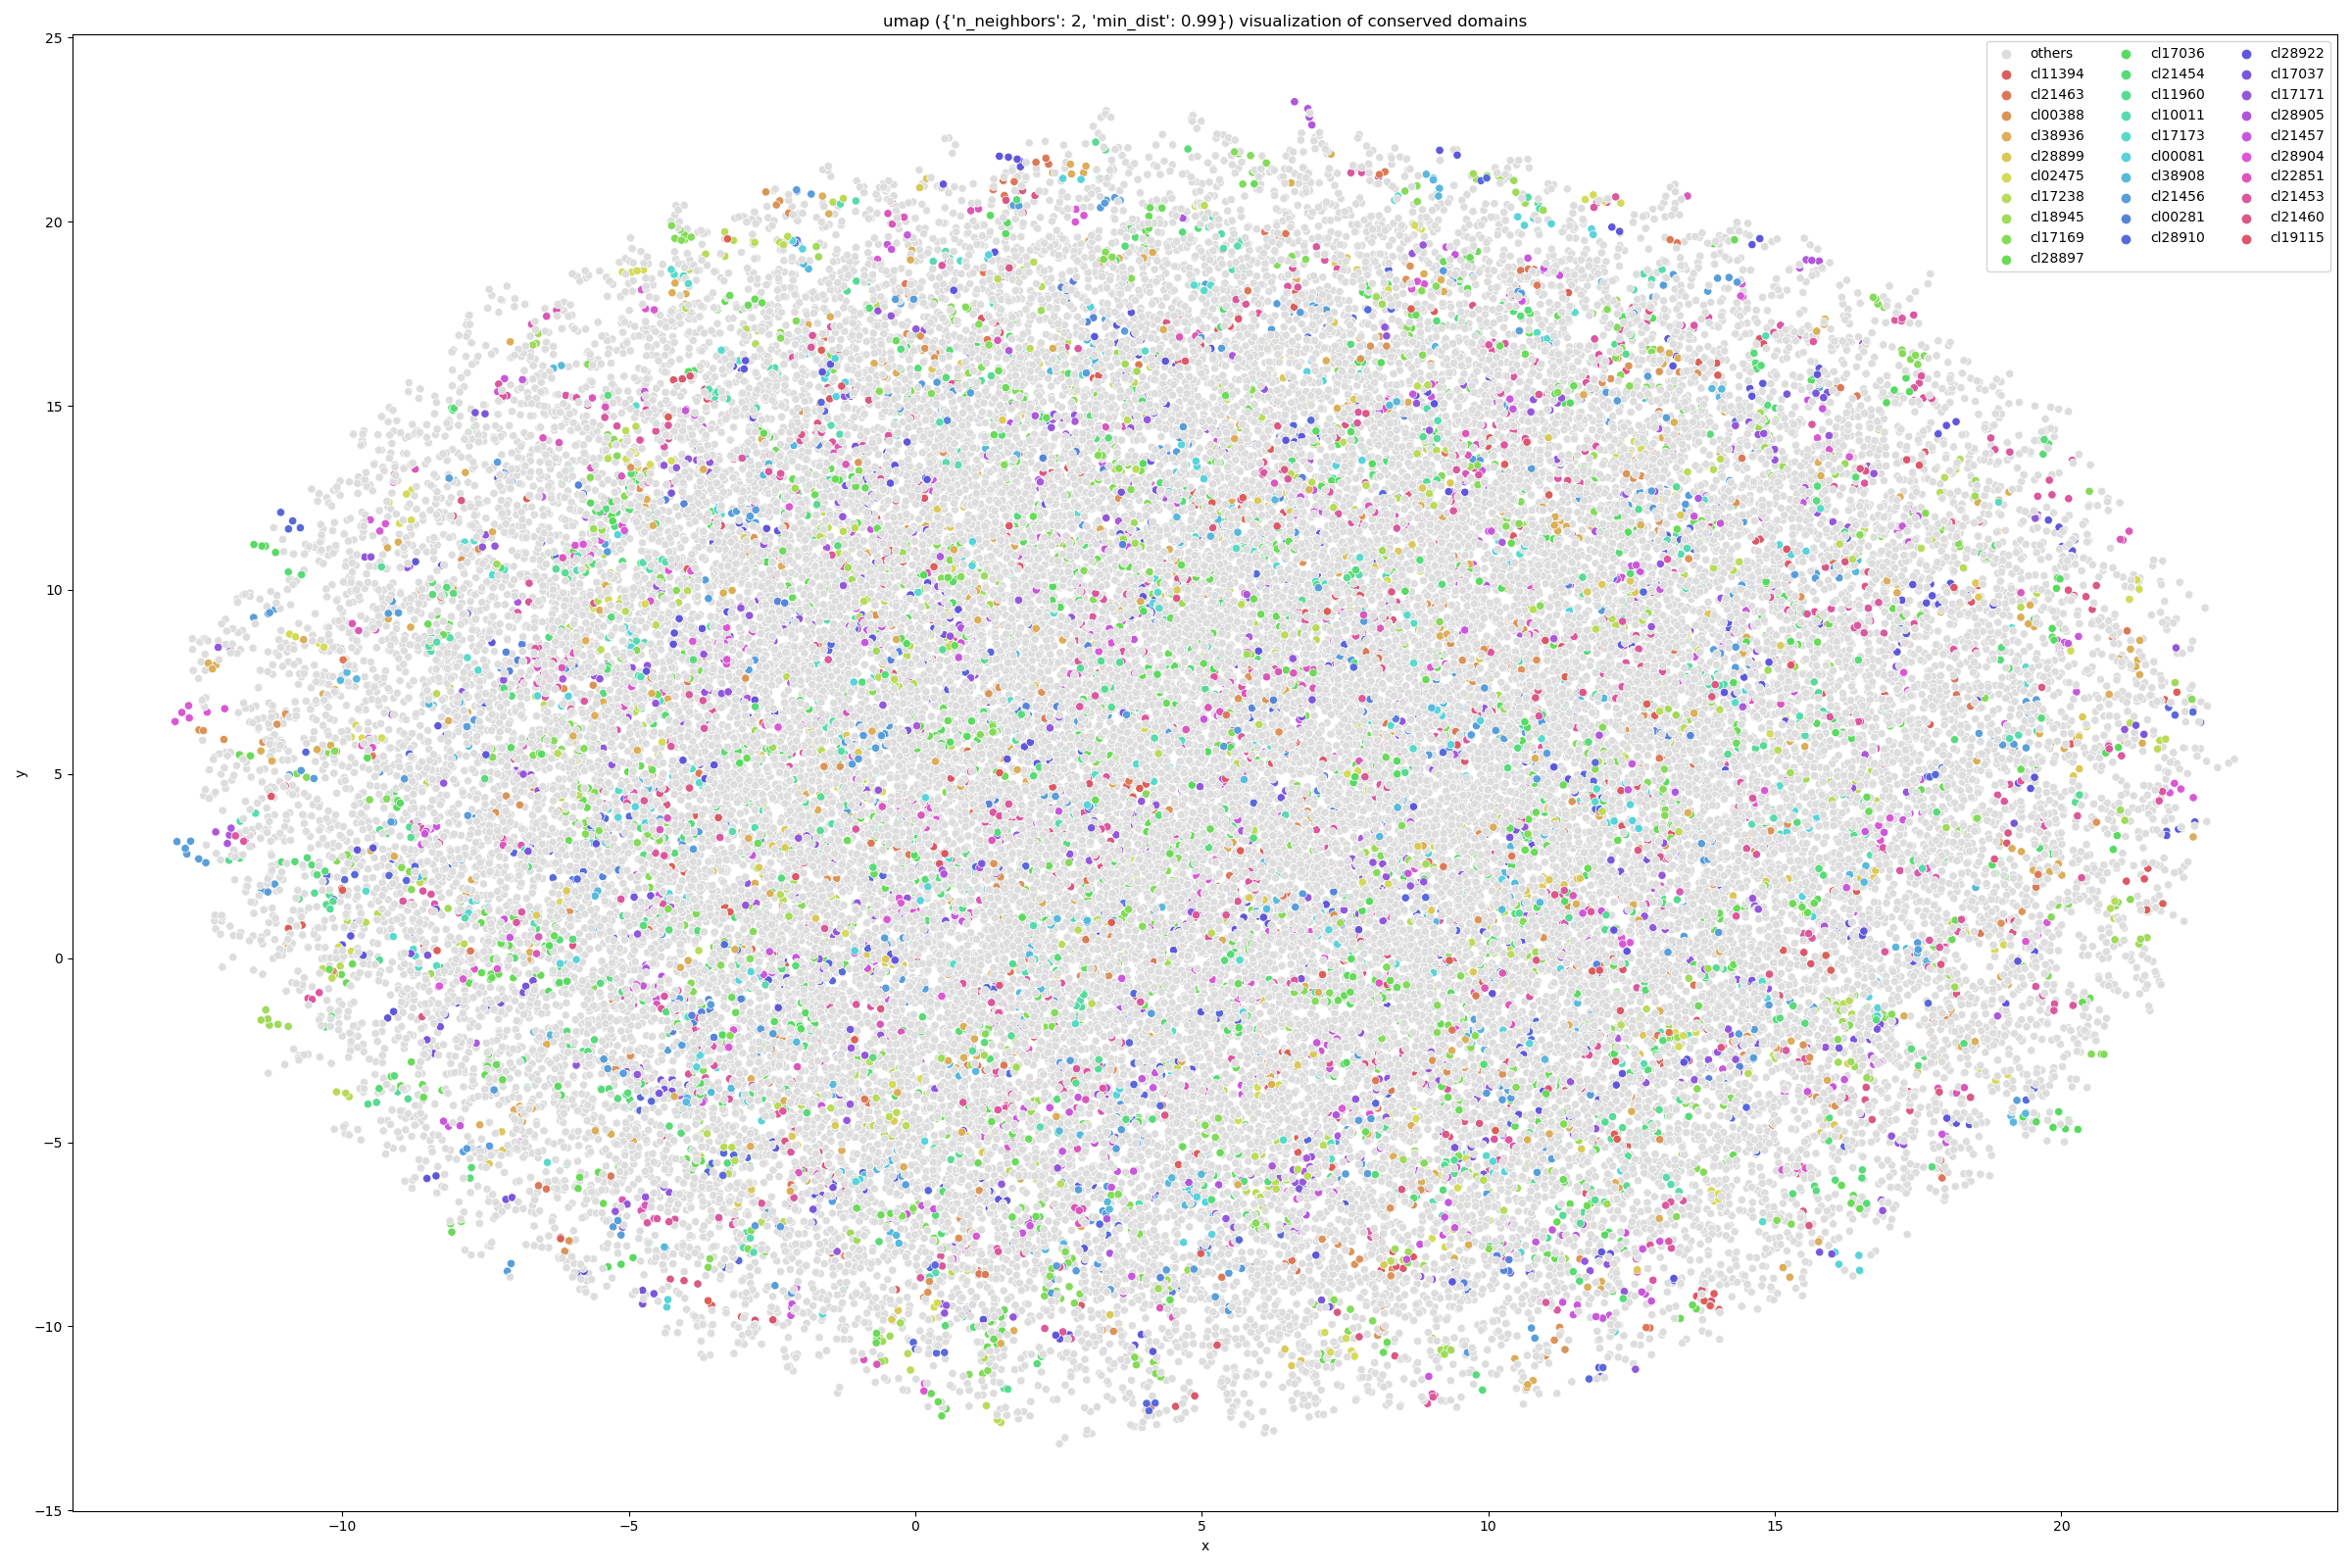 umap ({'n_neighbors': 2, 'min_dist': 0.99}) visualization of conserved domains
others
cl11394
cl21463
cl00388
cl38936
cl28899
cl02475
cl17238
cl18945
cl17169
cl28897
cl17036
cl21454
cl11960
cl10011
cl17173
cl00081
cl38908
cl21456
cl00281
cl28910
cl28922
cl17037
cl17171
cl28905
cl21457
cl28904
cl22851
cl21453
cl21460
cl19115
y
25
20
15
10
5
0
−5
−10
−15
−10
−5
0
5
10
15
20
x